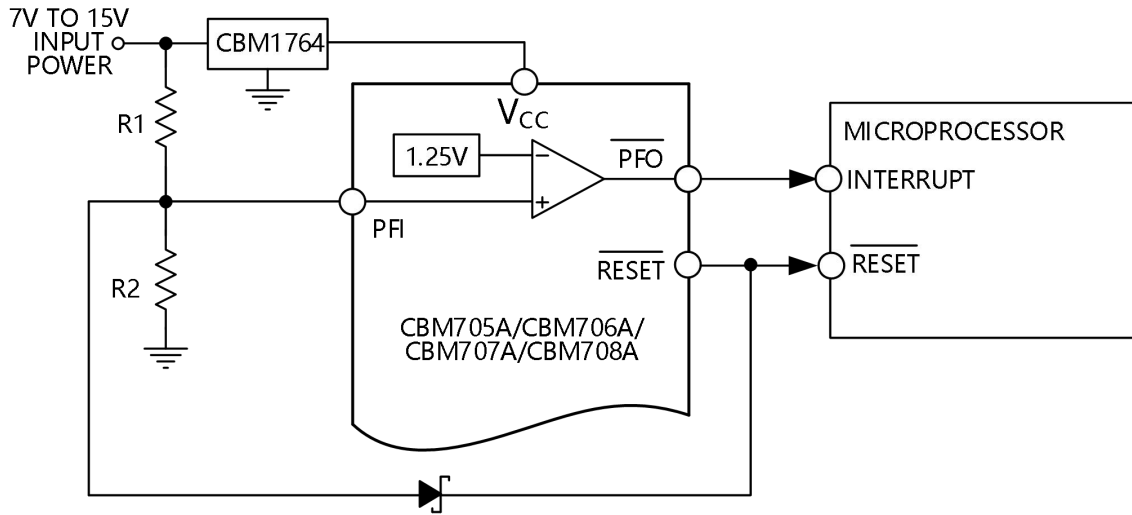 7V TO 15V
INPUT
POWER
CBM1764
R1
VCC
1.25V
−
+
PFO
PFI
RESET
R2
CBM705A/CBM706A/
CBM707A/CBM708A
MICROPROCESSOR
INTERRUPT
RESET